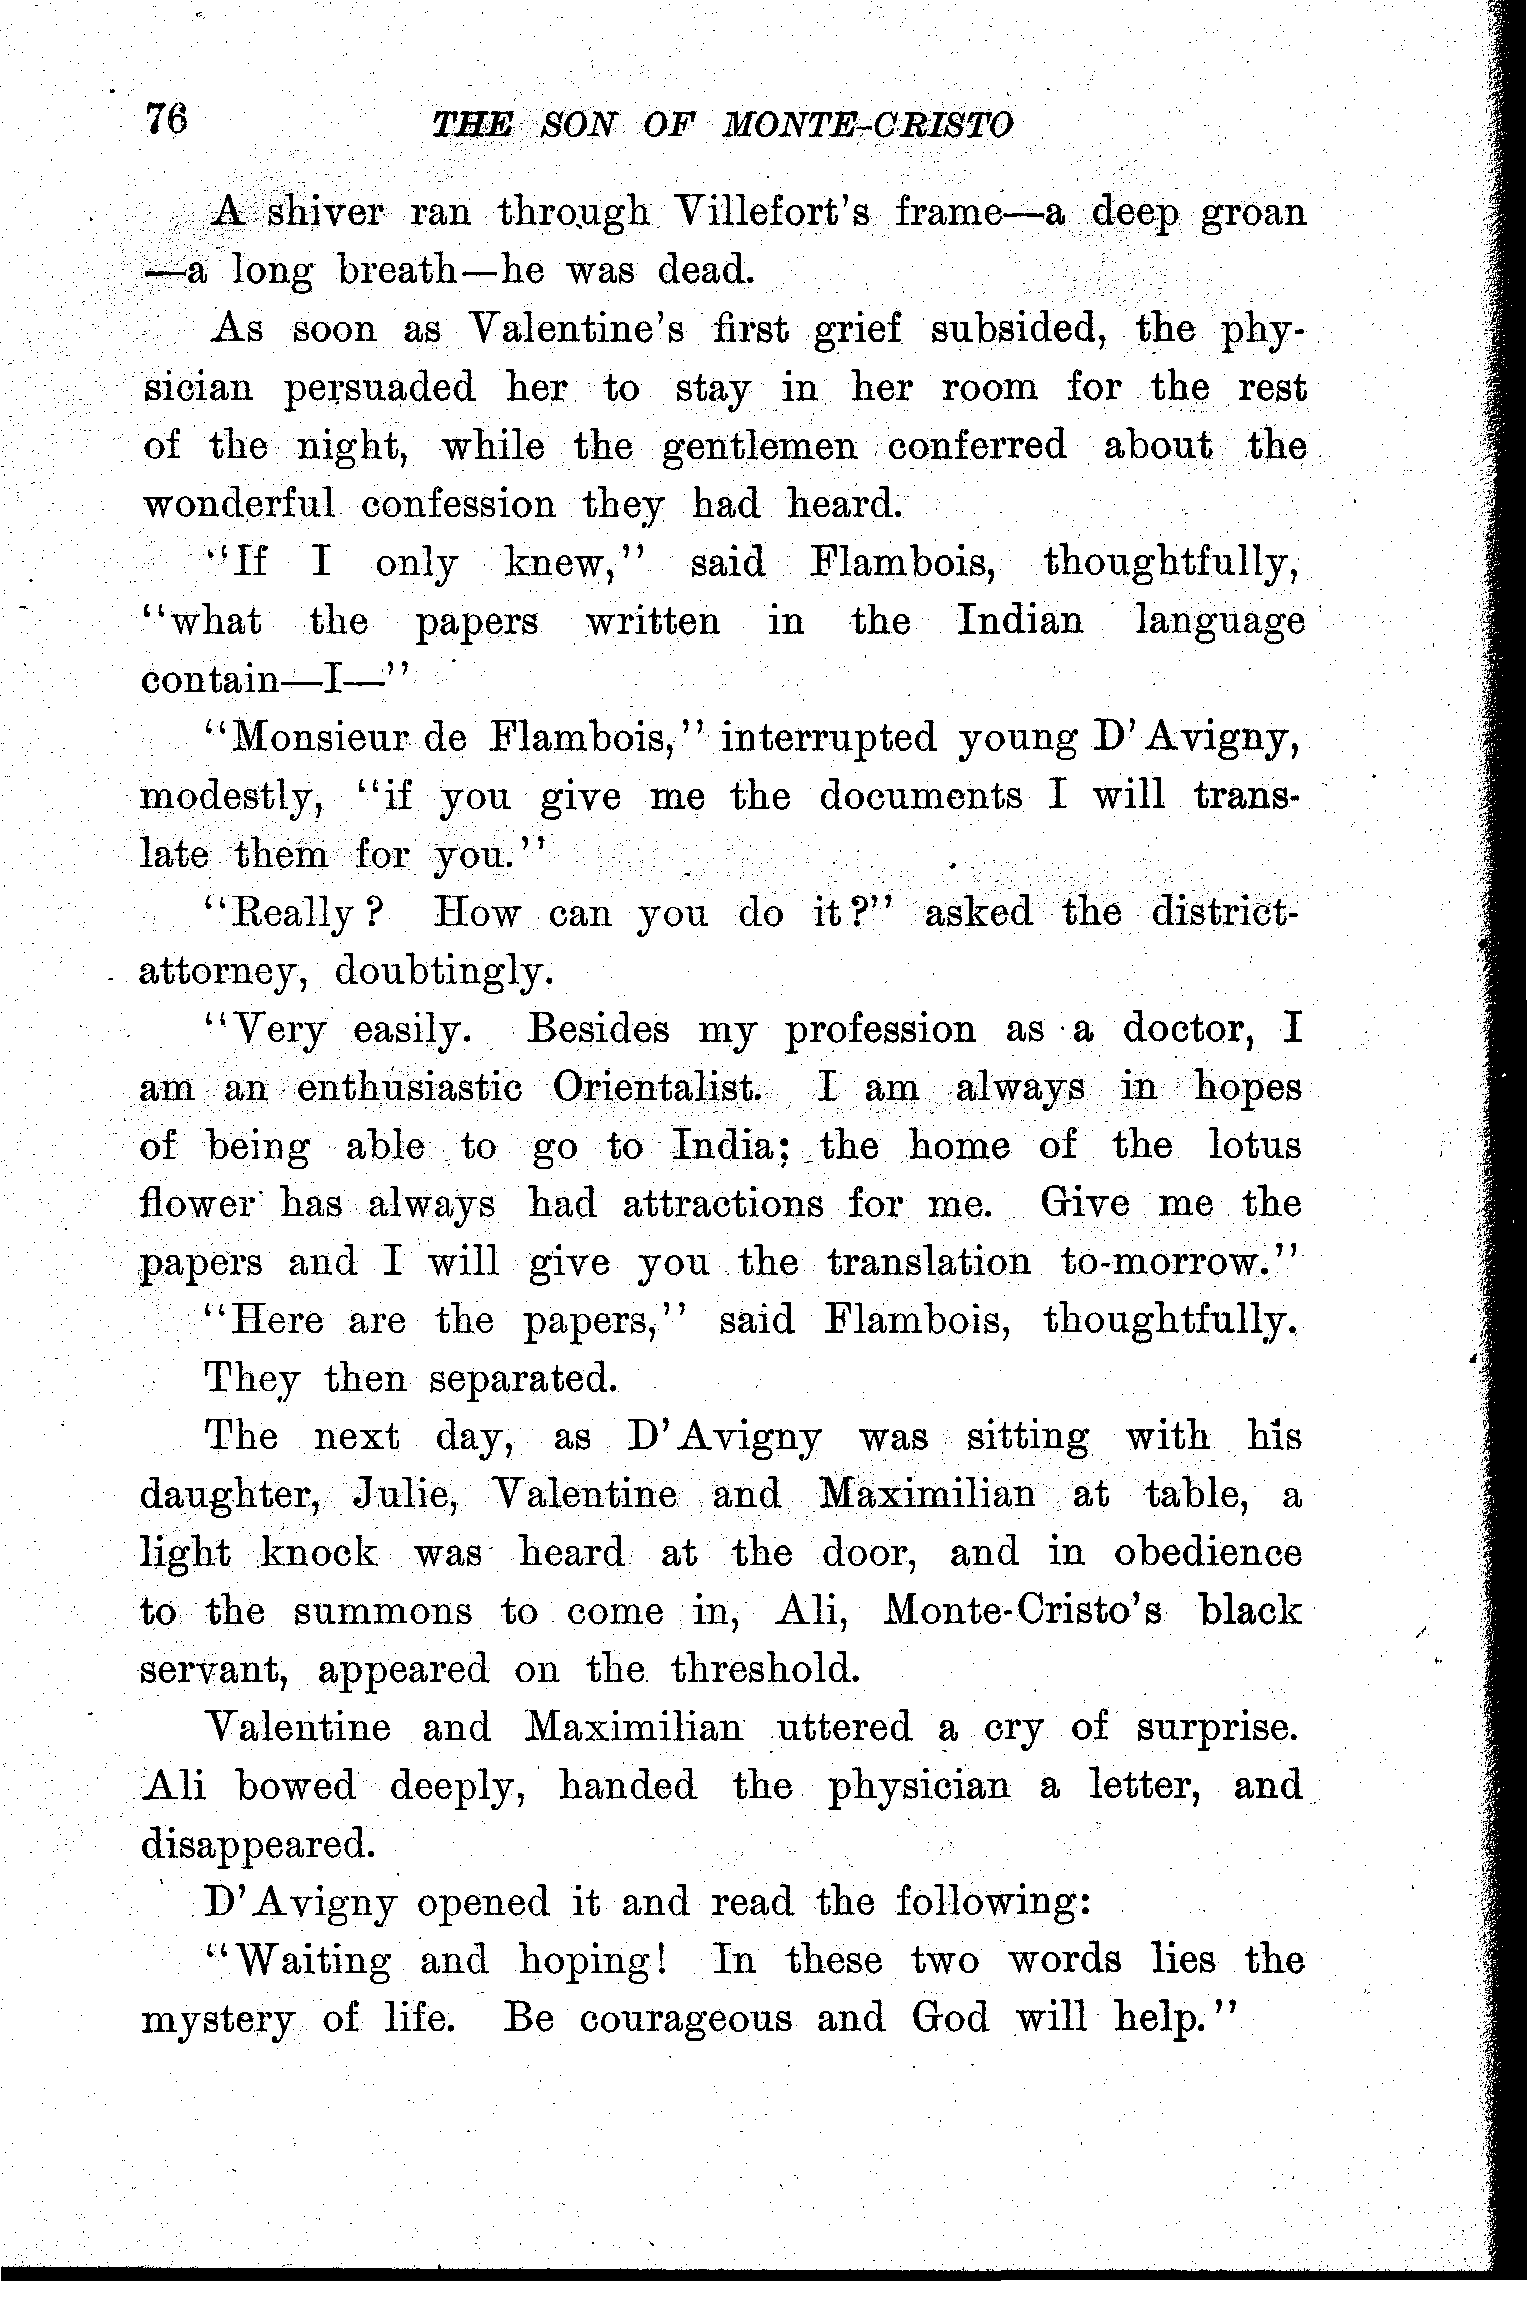 76 THE SON OF MONTE-CRISTO
A shiver ran through Villefort's frame—a deep groan
—a long breath—he was dead.
As soon as Valentine's first grief subsided, the phy-
sician persuaded her to stay in her room for the rest
of the night, while the gentlemen conferred about the
wonderful confession they had heard.
"If I only knew," said Flambois, thoughtfully,
"what the papers written in the Indian language
contain—I—"
"Monsieur de Flambois," interrupted young D'Avigny,
modestly, "if you give me the documents I will trans-
late them for you."
"Really? How can you do it?" asked the district-
attorney, doubtingly.
"Very easily. Besides my profession as a doctor, I
am an enthusiastic Orientalist. I am always in hopes
of being able to go to India; the home of the lotus
flower has always had attractions for me. Give me the
papers and I will give you the translation to-morrow."
"Here are the papers," said Flambois, thoughtfully.
They then separated.
The next day, as D'Avigny was sitting with his
daughter, Julie, Valentine and Maximilian at table, a
light knock was heard at the door, and in obedience
to the summons to come in, Ali, Monte-Cristo's black
servant, appeared on the threshold.
Valentine and Maximilian uttered a cry of surprise.
Ali bowed deeply, handed the physician a letter, and
disappeared.
D'Avigny opened it and read the following:
"Waiting and hoping! In these two words lies the
mystery of life. Be courageous and God will help."